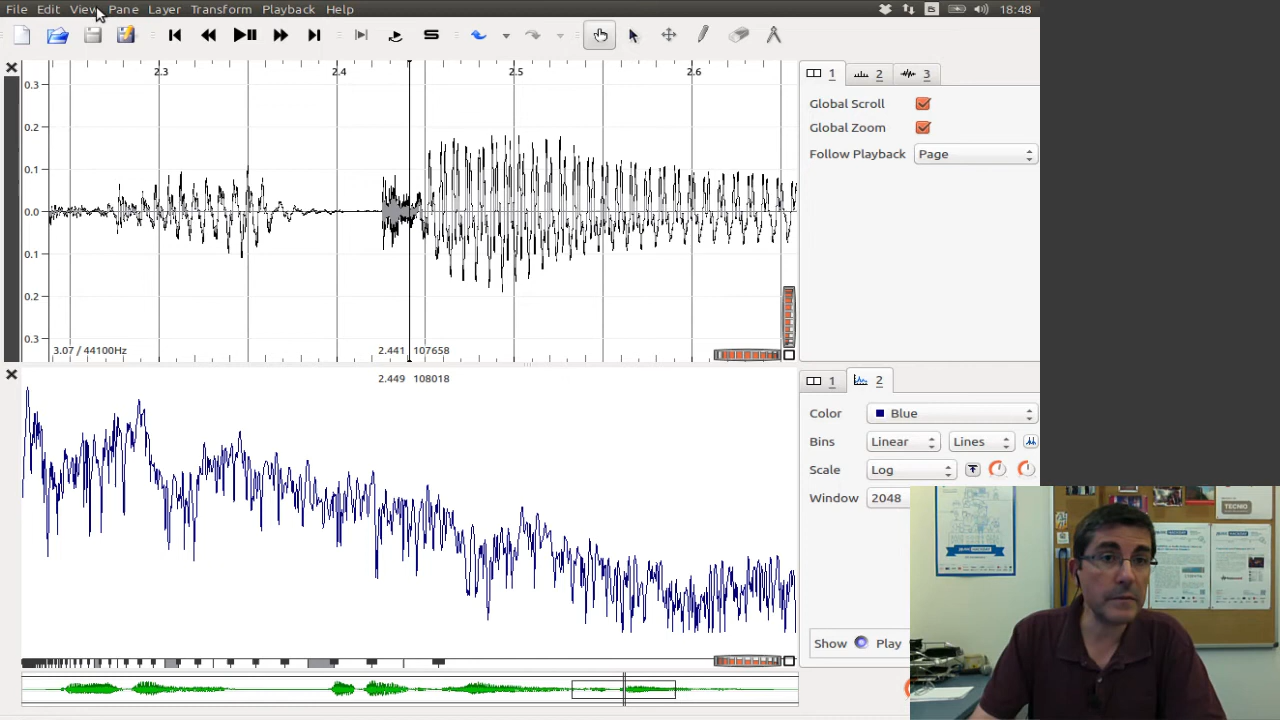 File Edit View Pane Layer Transform Playback Help 18:48
2.3 2.4 2.5 2.6
0.3
0.2
0.1
0.0
0.1
0.2
0.3
3.07 / 44100Hz 2.441 107658
1 2 3
Global Scroll
Global Zoom
Follow Playback Page
2.449 108018
1 2
Color Blue
Bins Linear Lines
Scale Log
Window 2048
Show Play
TECNIO